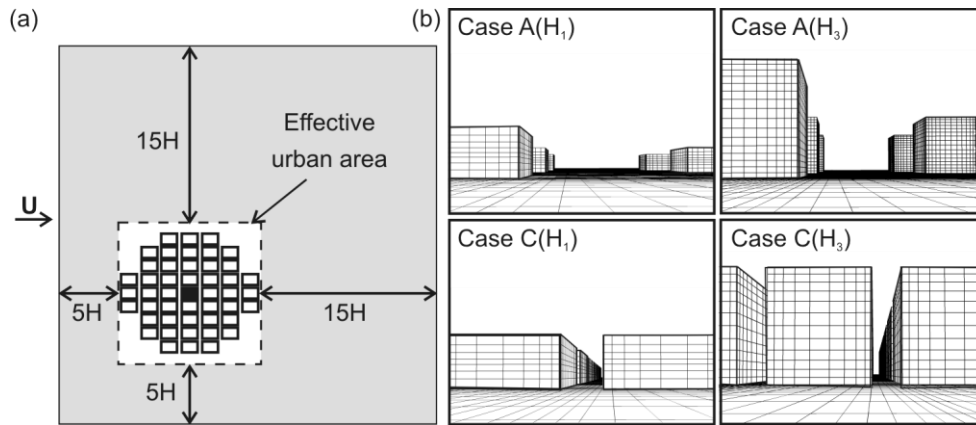 (a)
15H
Effective
urban area
U
5H
15H
5H
(b)
Case A(H₁)
Case A(H₃)
Case C(H₁)
Case C(H₃)